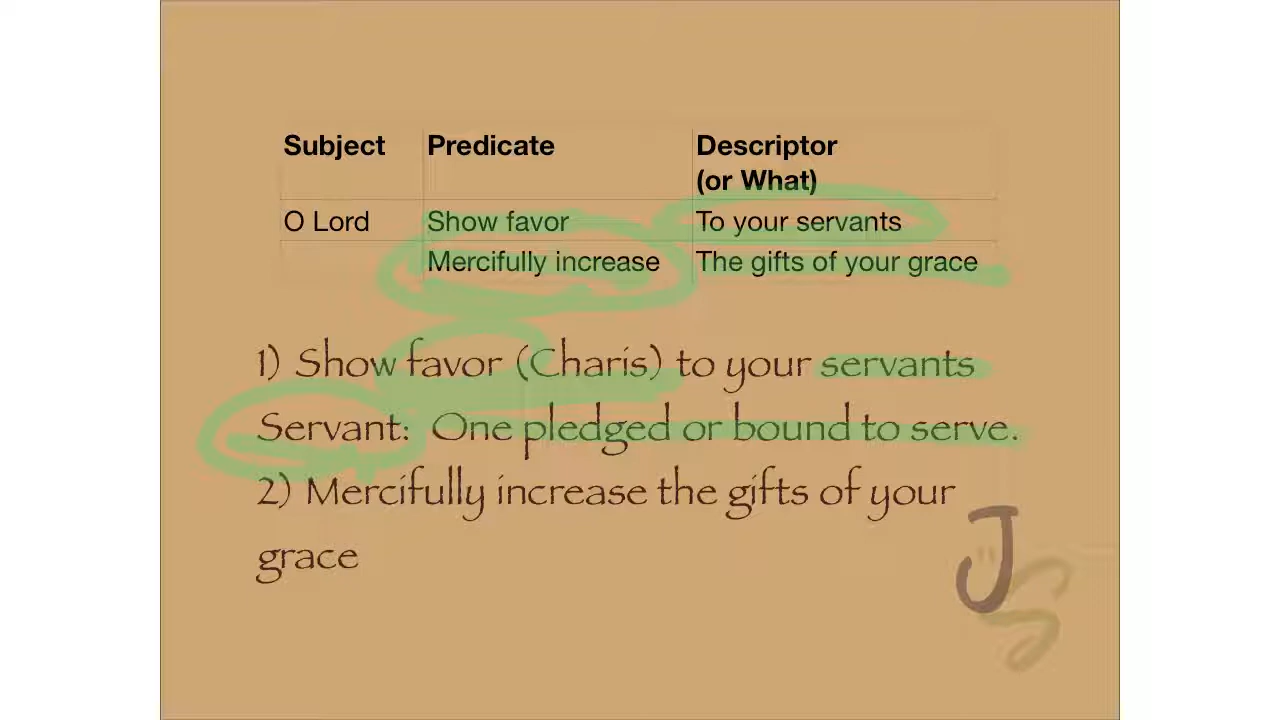 Subject Predicate Descriptor
(or What)
O Lord Show favor To your servants
Mercifully increase The gifts of your grace
1) Show favor (Charis) to your servants
Servant: One pledged or bound to serve.
2) Mercifully increase the gifts of your
grace
JS